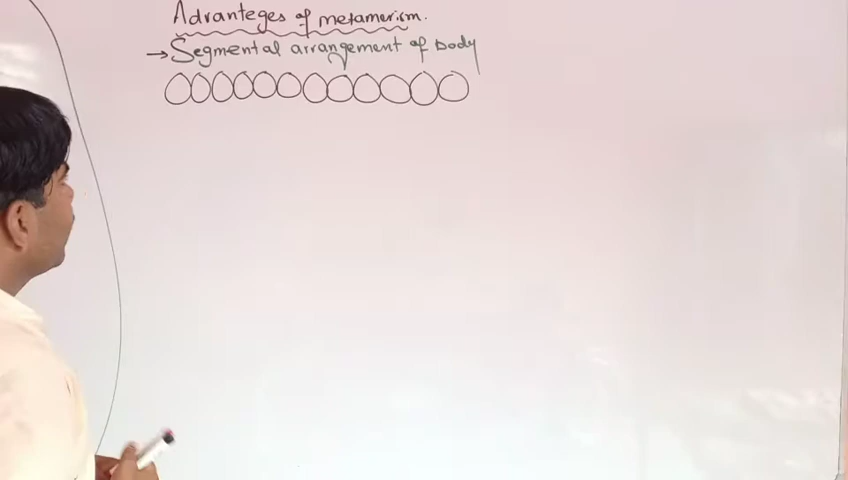 Advanteges of metamerism.
→ Segmental arrangement of body